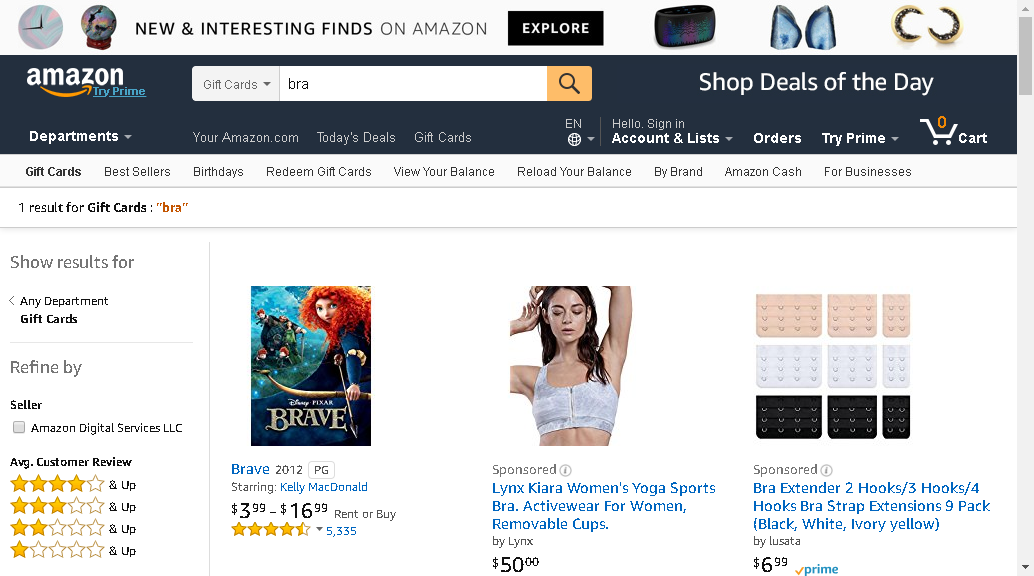 NEW & INTERESTING FINDS ON AMAZON EXPLORE
amazon
Try Prime
Gift Cards bra
Shop Deals of the Day
Departments
Your Amazon.com Today's Deals Gift Cards
EN
Hello. Sign in
Account & Lists
Orders
Try Prime
0
Cart
Gift Cards Best Sellers Birthdays Redeem Gift Cards View Your Balance Reload Your Balance By Brand Amazon Cash For Businesses
1 result for Gift Cards : "bra"
Show results for
Any Department
Gift Cards
Refine by
Seller
Amazon Digital Services LLC
Avg. Customer Review
& Up
& Up
& Up
& Up
Disney PIXAR
BRAVE
Brave 2012 PG
Starring: Kelly MacDonald
$3.99 - $16.99 Rent or Buy
5,335
Sponsored
Lynx Kiara Women's Yoga Sports
Bra. Activewear For Women,
Removable Cups.
by Lynx
$50.00
Sponsored
Bra Extender 2 Hooks/3 Hooks/4
Hooks Bra Strap Extensions 9 Pack
(Black, White, Ivory yellow)
by lusata
$6.99 prime